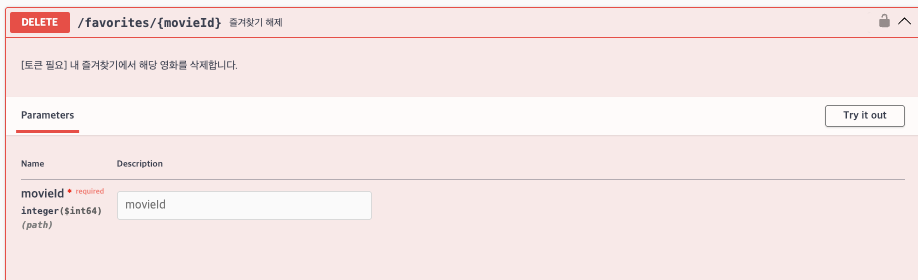 DELETE /favorites/{movieId} 즐겨찾기 해제
[토큰 필요] 내 즐겨찾기에서 해당 영화를 삭제합니다.
Parameters Try it out
Name Description
movieId * required movieId
integer($int64)
(path)